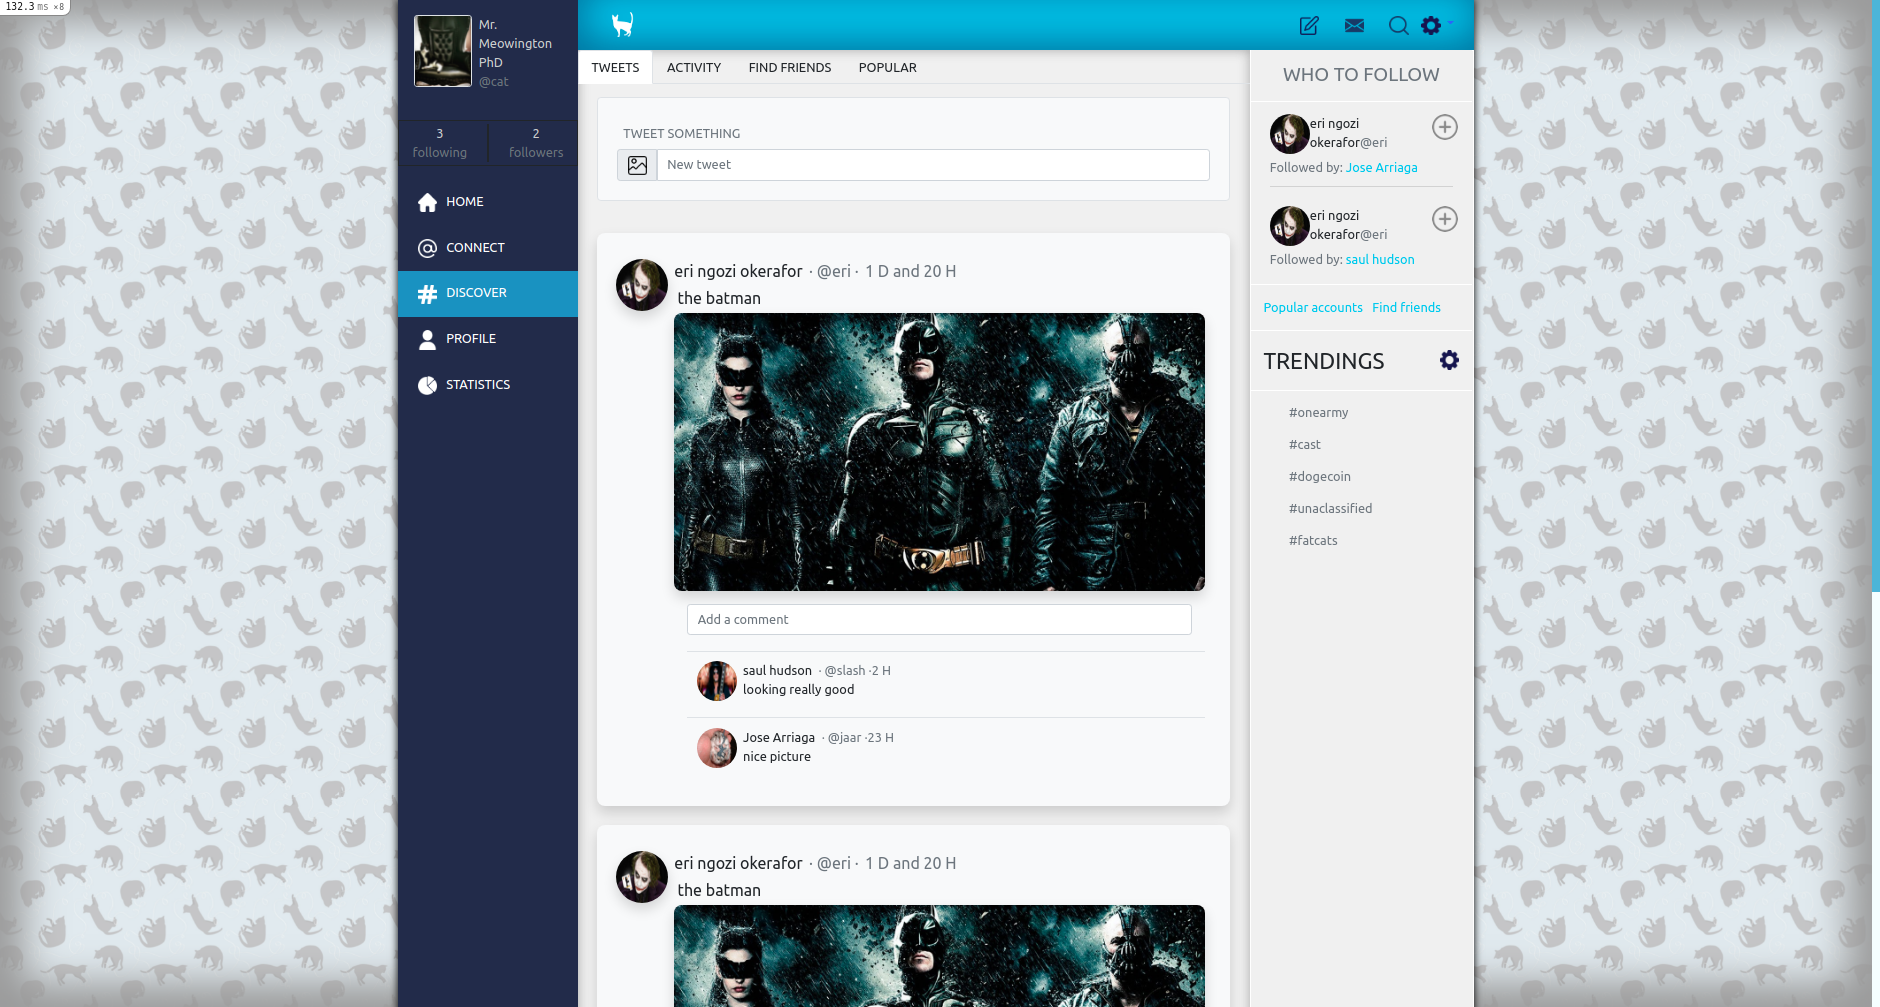 132.3 ms ×8
Mr.
Meowington
PhD
@cat
3
following
2
followers
HOME
CONNECT
DISCOVER
PROFILE
STATISTICS
TWEETS ACTIVITY FIND FRIENDS POPULAR
TWEET SOMETHING
New tweet
eri ngozi okerafor · @eri · 1 D and 20 H
the batman
Add a comment
saul hudson · @slash ·2 H
looking really good
Jose Arriaga · @jaar ·23 H
nice picture
eri ngozi okerafor · @eri · 1 D and 20 H
the batman
WHO TO FOLLOW
eri ngozi
okerafor@eri
Followed by: Jose Arriaga
eri ngozi
okerafor@eri
Followed by: saul hudson
Popular accounts Find friends
TRENDINGS
#onearmy
#cast
#dogecoin
#unaclassified
#fatcats